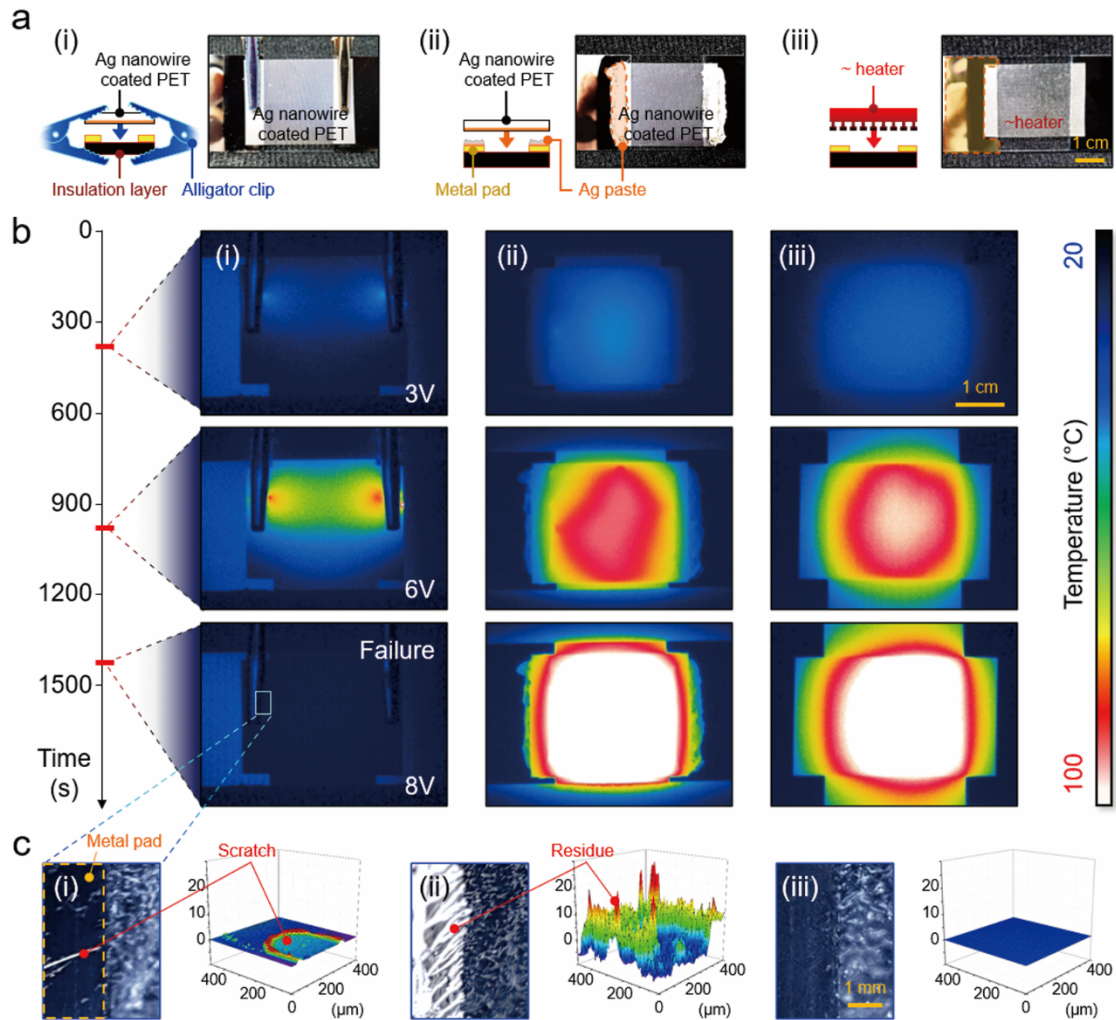 a
(i)
Ag nanowire
coated PET
Insulation layer
Alligator clip
Ag nanowire
coated PET
(ii)
Ag nanowire
coated PET
Metal pad
Ag paste
Ag nanowire
coated PET
(iii)
~ heater
~heater
1 cm
b
0
300
600
900
1200
1500
Time
(s)
(i)
3V
(ii)
(iii)
1 cm
6V
Failure
8V
20
Temperature (°C)
100
c
Metal pad
(i)
Scratch
20
10
0
400
200
0
200
400
(µm)
(ii)
Residue
20
10
0
400
200
0
200
400
(µm)
(iii)
1 mm
20
10
0
400
200
0
200
400
(µm)